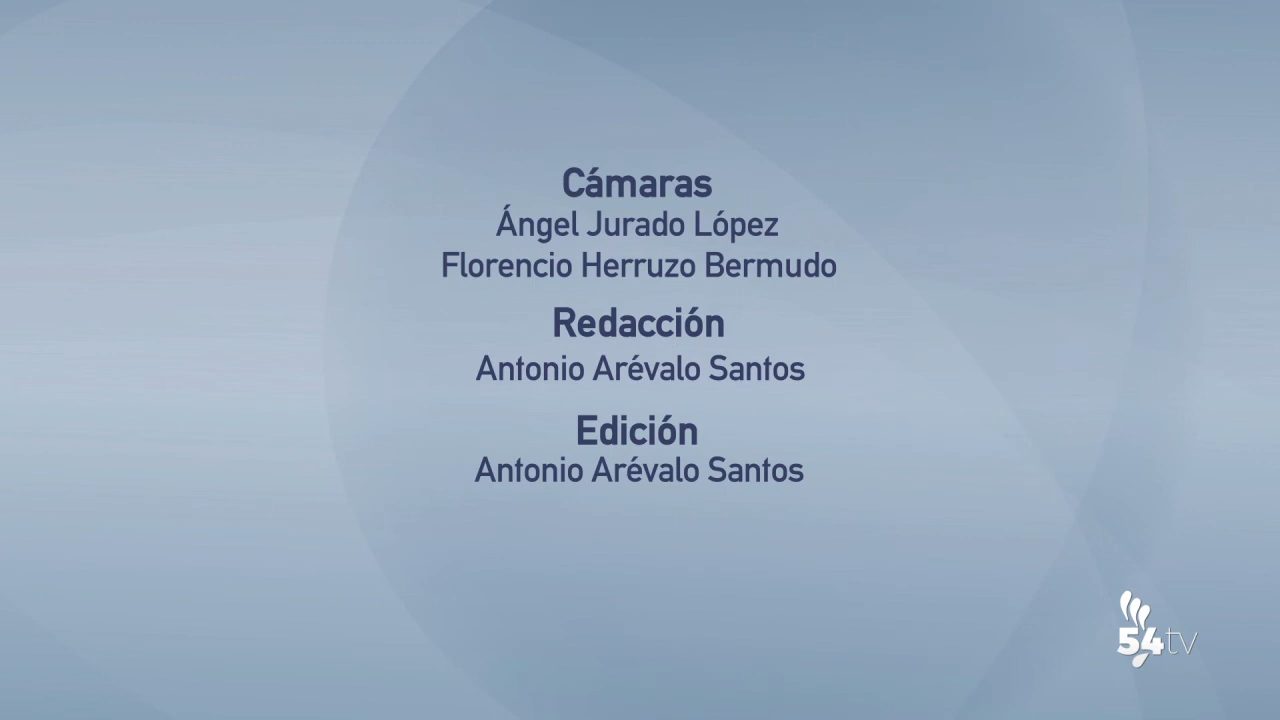 Cámaras
Ángel Jurado López
Florencio Herruzo Bermudo
Redacción
Antonio Arévalo Santos
Edición
Antonio Arévalo Santos
54tv